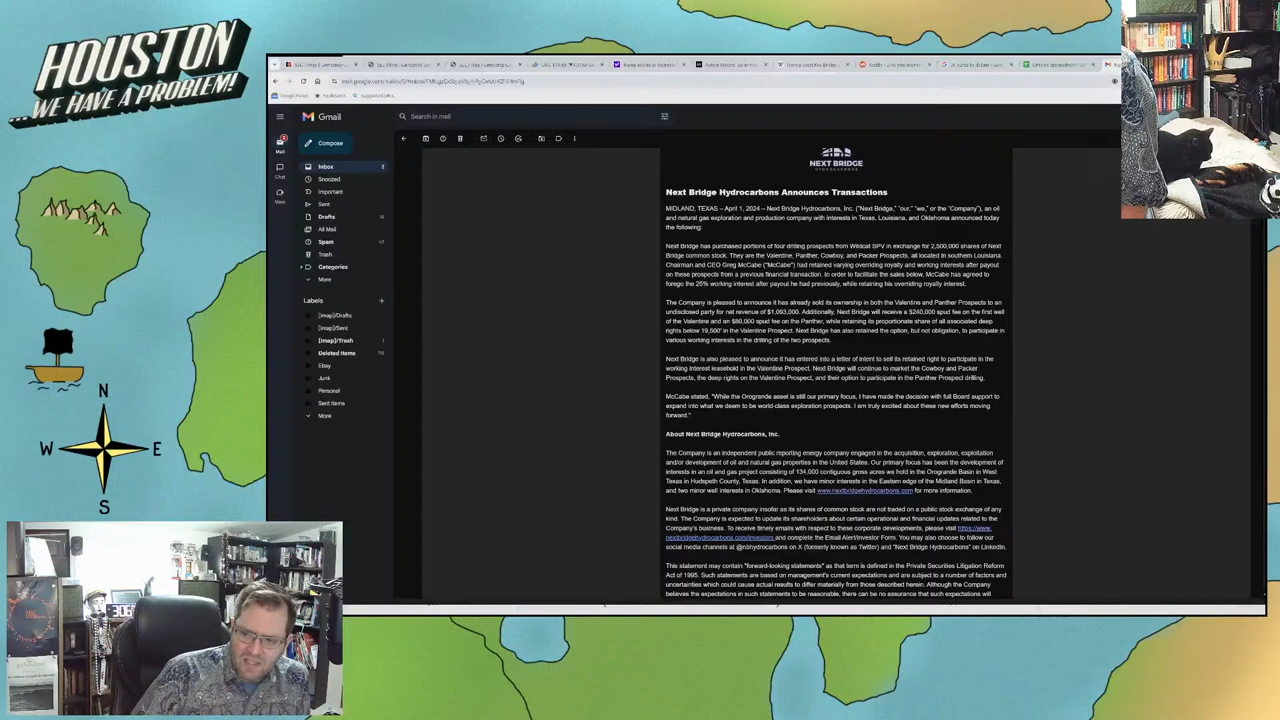 HOUSTON
...WE HAVE A PROBLEM!
N
W
E
S
Gmail
Search in mail
Compose
Mail
Chat
Meet
Inbox 2
Snoozed
Important
Sent
Drafts
All Mail
Spam
Trash
Categories
More
Labels
[Imap]/Drafts
[Imap]/Sent
[Imap]/Trash 1
Deleted Items
Ebay
Junk
Personal
Sent Items
More
NEXT BRIDGE
HYDROCARBONS
Next Bridge Hydrocarbons Announces Transactions
MIDLAND, TEXAS – April 1, 2024 – Next Bridge Hydrocarbons, Inc. ("Next Bridge," "our," "we," or the "Company"), an oil
and natural gas exploration and production company with interests in Texas, Louisiana, and Oklahoma announced today
the following:
Next Bridge has purchased portions of four drilling prospects from Wildcat SPV in exchange for 2,500,000 shares of Next
Bridge common stock. They are the Valentine, Panther, Cowboy, and Packer Prospects, all located in southern Louisiana.
Chairman and CEO Greg McCabe ("McCabe") had retained varying overriding royalty and working interests after payout
on these prospects from a previous financial transaction. In order to facilitate the sales below, McCabe has agreed to
forego the 25% working interest after payout he had previously, while retaining his overriding royalty interest.
The Company is pleased to announce it has already sold its ownership in both the Valentine and Panther Prospects to an
undisclosed party for net revenue of $1,093,000. Additionally, Next Bridge will receive a $240,000 spud fee on the first well
of the Valentine and an $80,000 spud fee on the Panther, while retaining its proportionate share of all associated deep
rights below 19,500' in the Valentine Prospect. Next Bridge has also retained the option, but not obligation, to participate in
various working interests in the drilling of the two prospects.
Next Bridge is also pleased to announce it has entered into a letter of intent to sell its retained right to participate in the
working interest leasehold in the Valentine Prospect. Next Bridge will continue to market the Cowboy and Packer
Prospects, the deep rights on the Valentine Prospect, and their option to participate in the Panther Prospect drilling.
McCabe stated, "While the Orogrande asset is still our primary focus, I have made the decision with full Board support to
expand into what we deem to be world-class exploration prospects. I am truly excited about these new efforts moving
forward."
About Next Bridge Hydrocarbons, Inc.
The Company is an independent public reporting energy company engaged in the acquisition, exploration, exploitation
and/or development of oil and natural gas properties in the United States. Our primary focus has been the development of
interests in an oil and gas project consisting of 134,000 contiguous gross acres we hold in the Orogrande Basin in West
Texas in Hudspeth County, Texas. In addition, we have minor interests in the Eastern edge of the Midland Basin in Texas,
and two minor well interests in Oklahoma. Please visit www.nextbridgehydrocarbons.com for more information.
Next Bridge is a private company insofar as its shares of common stock are not traded on a public stock exchange of any
kind. The Company is expected to update its shareholders about certain operational and financial updates related to the
Company's business. To receive timely emails with respect to these corporate developments, please visit https://www.
nextbridgehydrocarbons.com/investors and complete the Email Alert/Investor Form. You may also choose to follow our
social media channels at @nbhydrocarbons on X (formerly known as Twitter) and "Next Bridge Hydrocarbons" on LinkedIn.
This statement may contain "forward-looking statements" as that term is defined in the Private Securities Litigation Reform
Act of 1995. Such statements are based on management's current expectations and are subject to a number of factors and
uncertainties which could cause actual results to differ materially from those described herein. Although the Company
believes the expectations in such statements to be reasonable, there can be no assurance that such expectations will
3:06